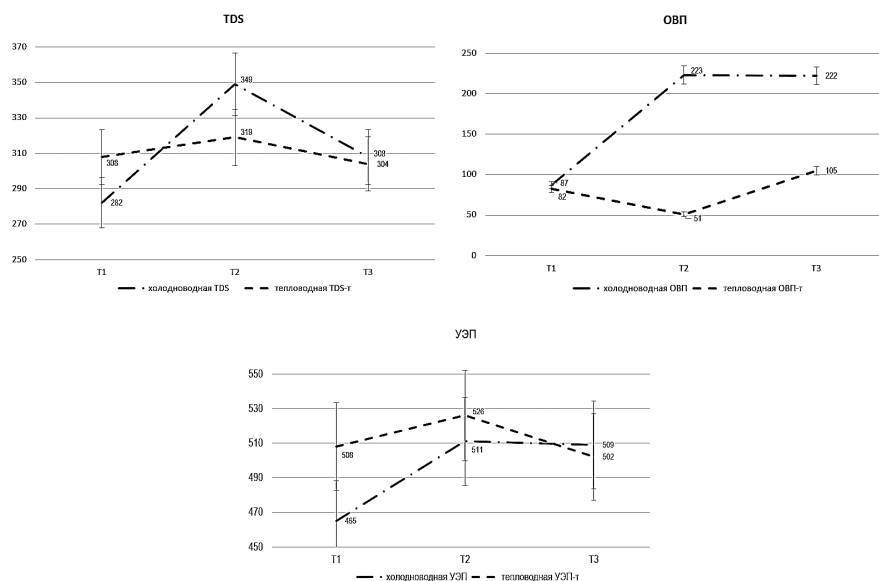 TDS
370
350
330
310
290
270
250
349
319
308
308
304
282
T1
T2
T3
холодноводная TDS
тепловодная TDS-т
ОВП
250
200
150
100
50
0
223
222
87
82
105
51
T1
T2
T3
холодноводная ОВП
тепловодная ОВП-т
УЭП
550
530
510
490
470
450
526
508
511
509
502
465
T1
T2
T3
холодноводная УЭП
тепловодная УЭП-т